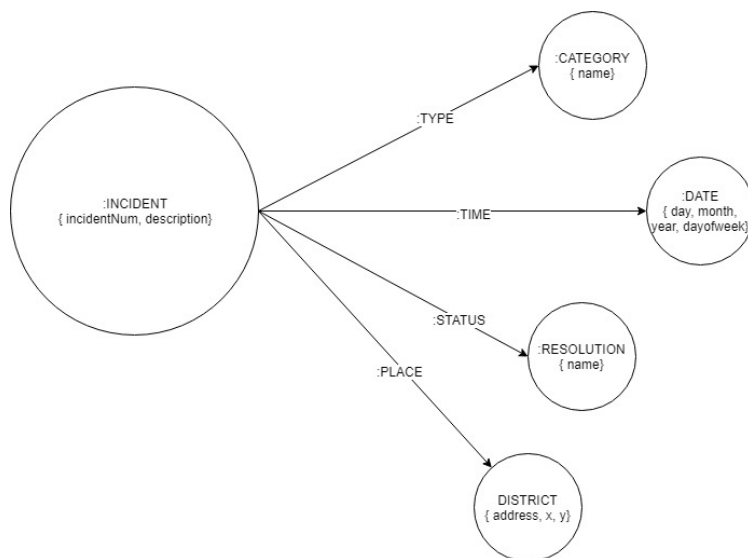 :CATEGORY
{ name}
:TYPE
:INCIDENT
{ incidentNum, description}
:DATE
{ day, month,
year, dayofweek}
:TIME
:STATUS
:RESOLUTION
{ name}
:PLACE
DISTRICT
{ address, x, y}